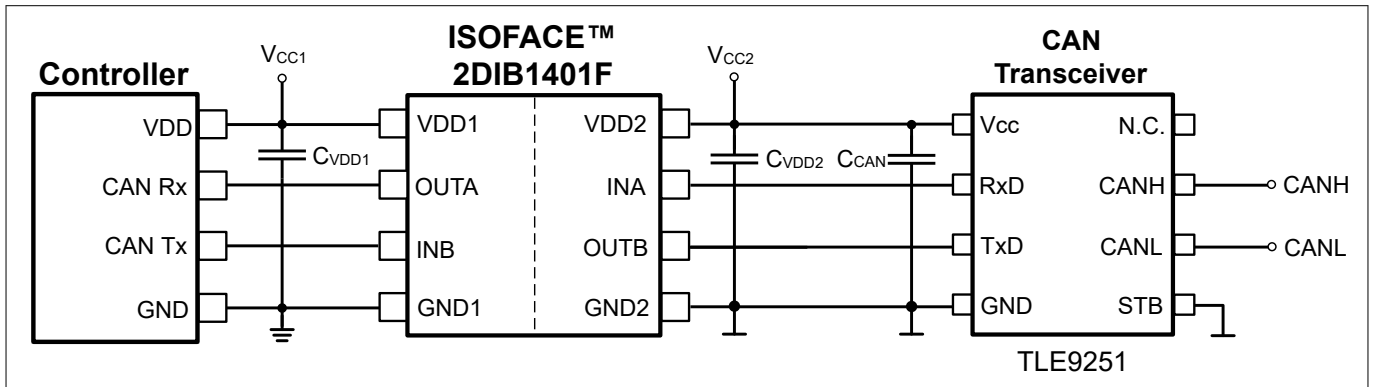 Controller
VDD
CAN Rx
CAN Tx
GND
VCC1
CVDD1
ISOFACE™
2DIB1401F
VDD1
OUTA
INB
GND1
VDD2
INA
OUTB
GND2
VCC2
CVDD2
CCAN
CAN
Transceiver
Vcc
RxD
TxD
GND
N.C.
CANH
CANL
STB
CANH
CANL
TLE9251